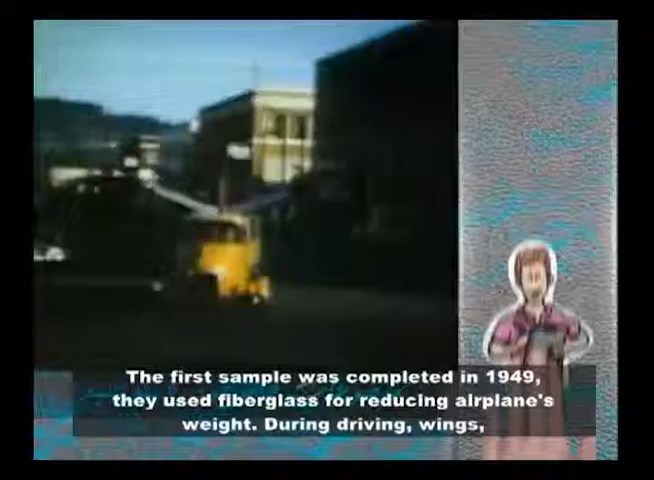 The first sample was completed in 1949,
they used fiberglass for reducing airplane's
weight. During driving, wings,